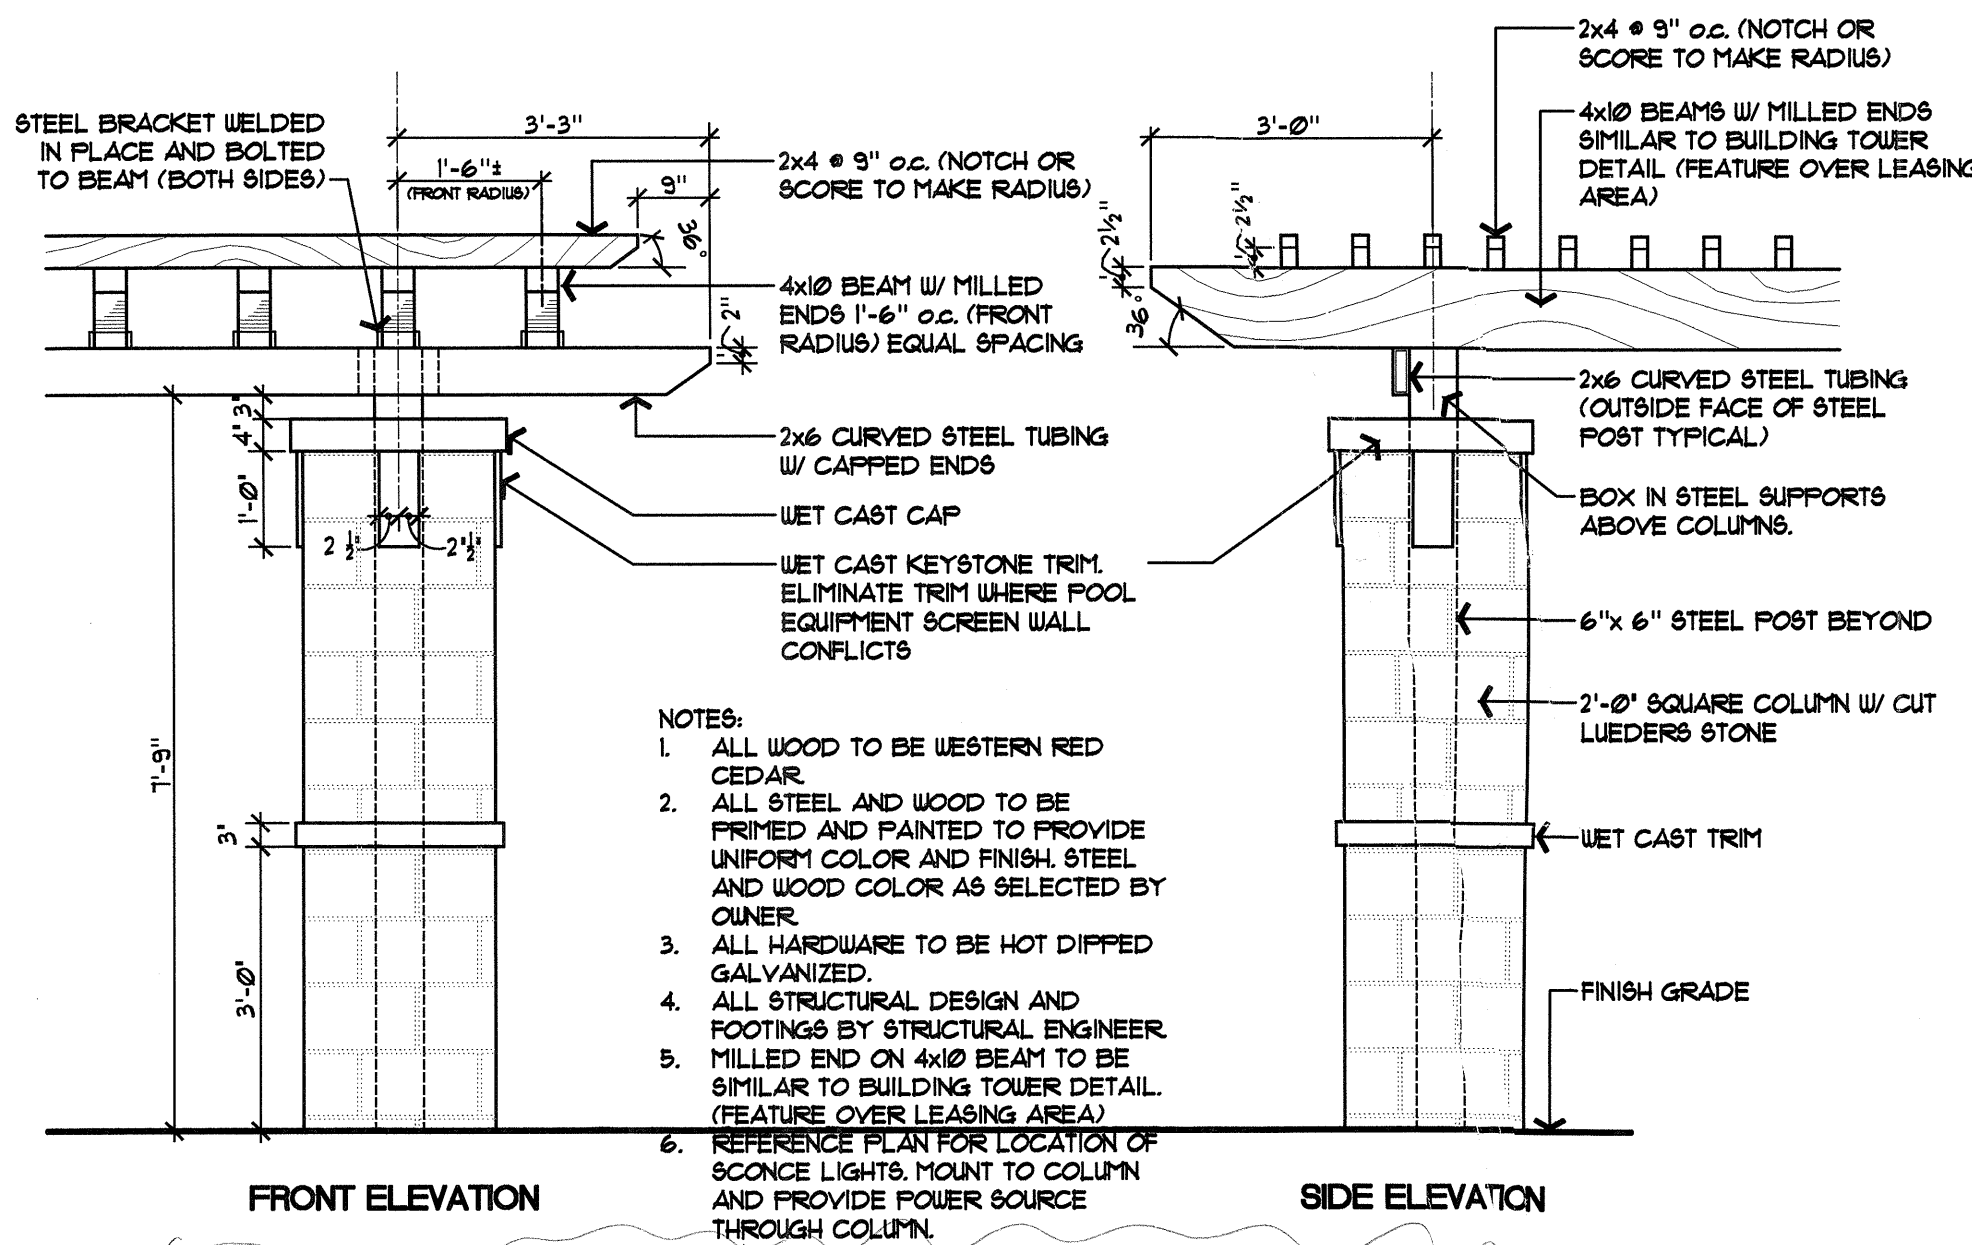 STEEL BRACKET WELDED
IN PLACE AND BOLTED
TO BEAM (BOTH SIDES)
3'-3"
1'-6"±
(FRONT RADIUS)
9"
36°
2x4 @ 9" o.c. (NOTCH OR
SCORE TO MAKE RADIUS)
4x10 BEAM W/ MILLED
ENDS 1'-6" o.c. (FRONT
RADIUS) EQUAL SPACING
2"
2x6 CURVED STEEL TUBING
W/ CAPPED ENDS
WET CAST CAP
WET CAST KEYSTONE TRIM.
ELIMINATE TRIM WHERE POOL
EQUIPMENT SCREEN WALL
CONFLICTS
3"
4"
1'-0"
2 1/2"
2 1/2"
7'-9"
3"
3'-0"
FRONT ELEVATION
NOTES:
1. ALL WOOD TO BE WESTERN RED
CEDAR
2. ALL STEEL AND WOOD TO BE
PRIMED AND PAINTED TO PROVIDE
UNIFORM COLOR AND FINISH. STEEL
AND WOOD COLOR AS SELECTED BY
OWNER
3. ALL HARDWARE TO BE HOT DIPPED
GALVANIZED.
4. ALL STRUCTURAL DESIGN AND
FOOTINGS BY STRUCTURAL ENGINEER
5. MILLED END ON 4x10 BEAM TO BE
SIMILAR TO BUILDING TOWER DETAIL.
(FEATURE OVER LEASING AREA)
6. REFERENCE PLAN FOR LOCATION OF
SCONCE LIGHTS. MOUNT TO COLUMN
AND PROVIDE POWER SOURCE
THROUGH COLUMN.
3'-0"
2 1/2"
2 1/2"
36°
2x4 @ 9" o.c. (NOTCH OR
SCORE TO MAKE RADIUS)
4x10 BEAMS W/ MILLED ENDS
SIMILAR TO BUILDING TOWER
DETAIL (FEATURE OVER LEASING
AREA)
2x6 CURVED STEEL TUBING
(OUTSIDE FACE OF STEEL
POST TYPICAL)
BOX IN STEEL SUPPORTS
ABOVE COLUMNS.
6"x 6" STEEL POST BEYOND
2'-0" SQUARE COLUMN W/ CUT
LUEDERS STONE
WET CAST TRIM
FINISH GRADE
SIDE ELEVATION